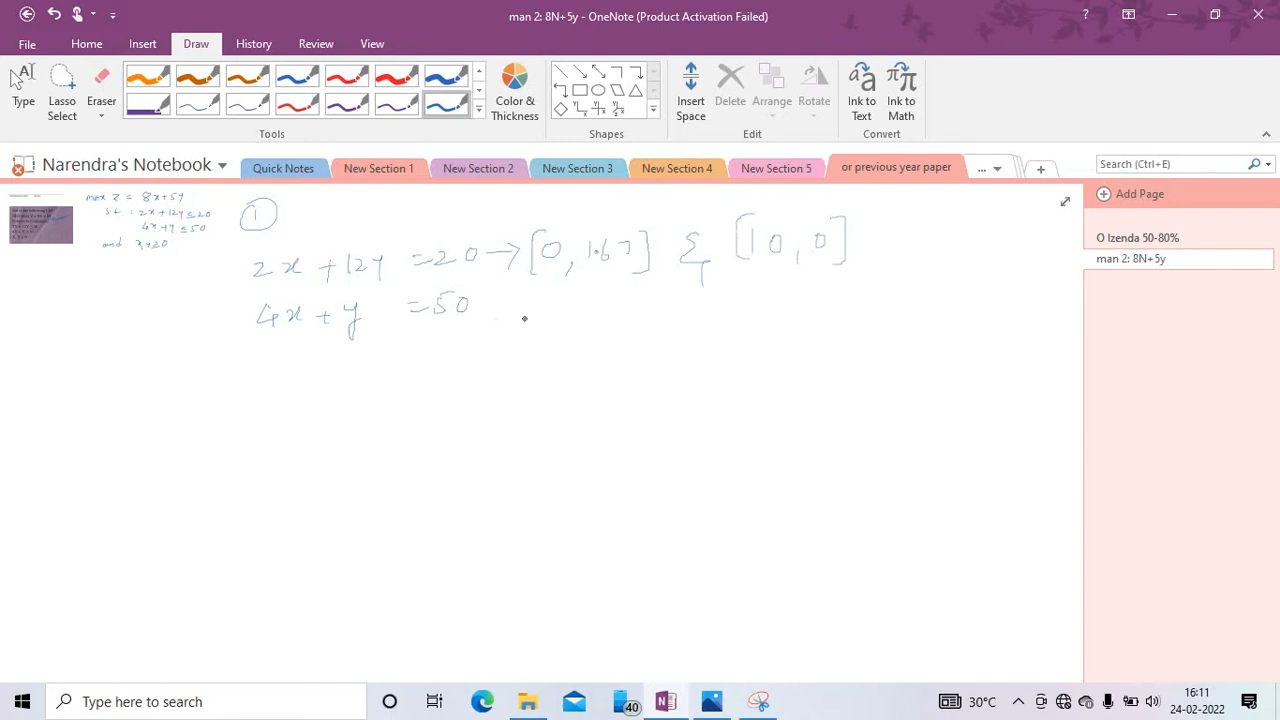 man 2: 8N+5y - OneNote (Product Activation Failed)
File Home Insert Draw History Review View
Type Lasso Select Eraser Color & Thickness Insert Space Delete Arrange Rotate Ink to Text Ink to Math
Tools Shapes Edit Convert
Narendra's Notebook Quick Notes New Section 1 New Section 2 New Section 3 New Section 4 New Section 5 or previous year paper ... Search (Ctrl+E)
Add Page
O Izenda 50-80%
man 2: 8N+5y
max Z = 8x+5y
St : 2x+12y ≤ 20
4x+y ≤ 50
and
①
2x + 12y = 20 → [0, 1.67] & [10, 0]
4x + y = 50
Type here to search
40
30°C
16:11
24-02-2022